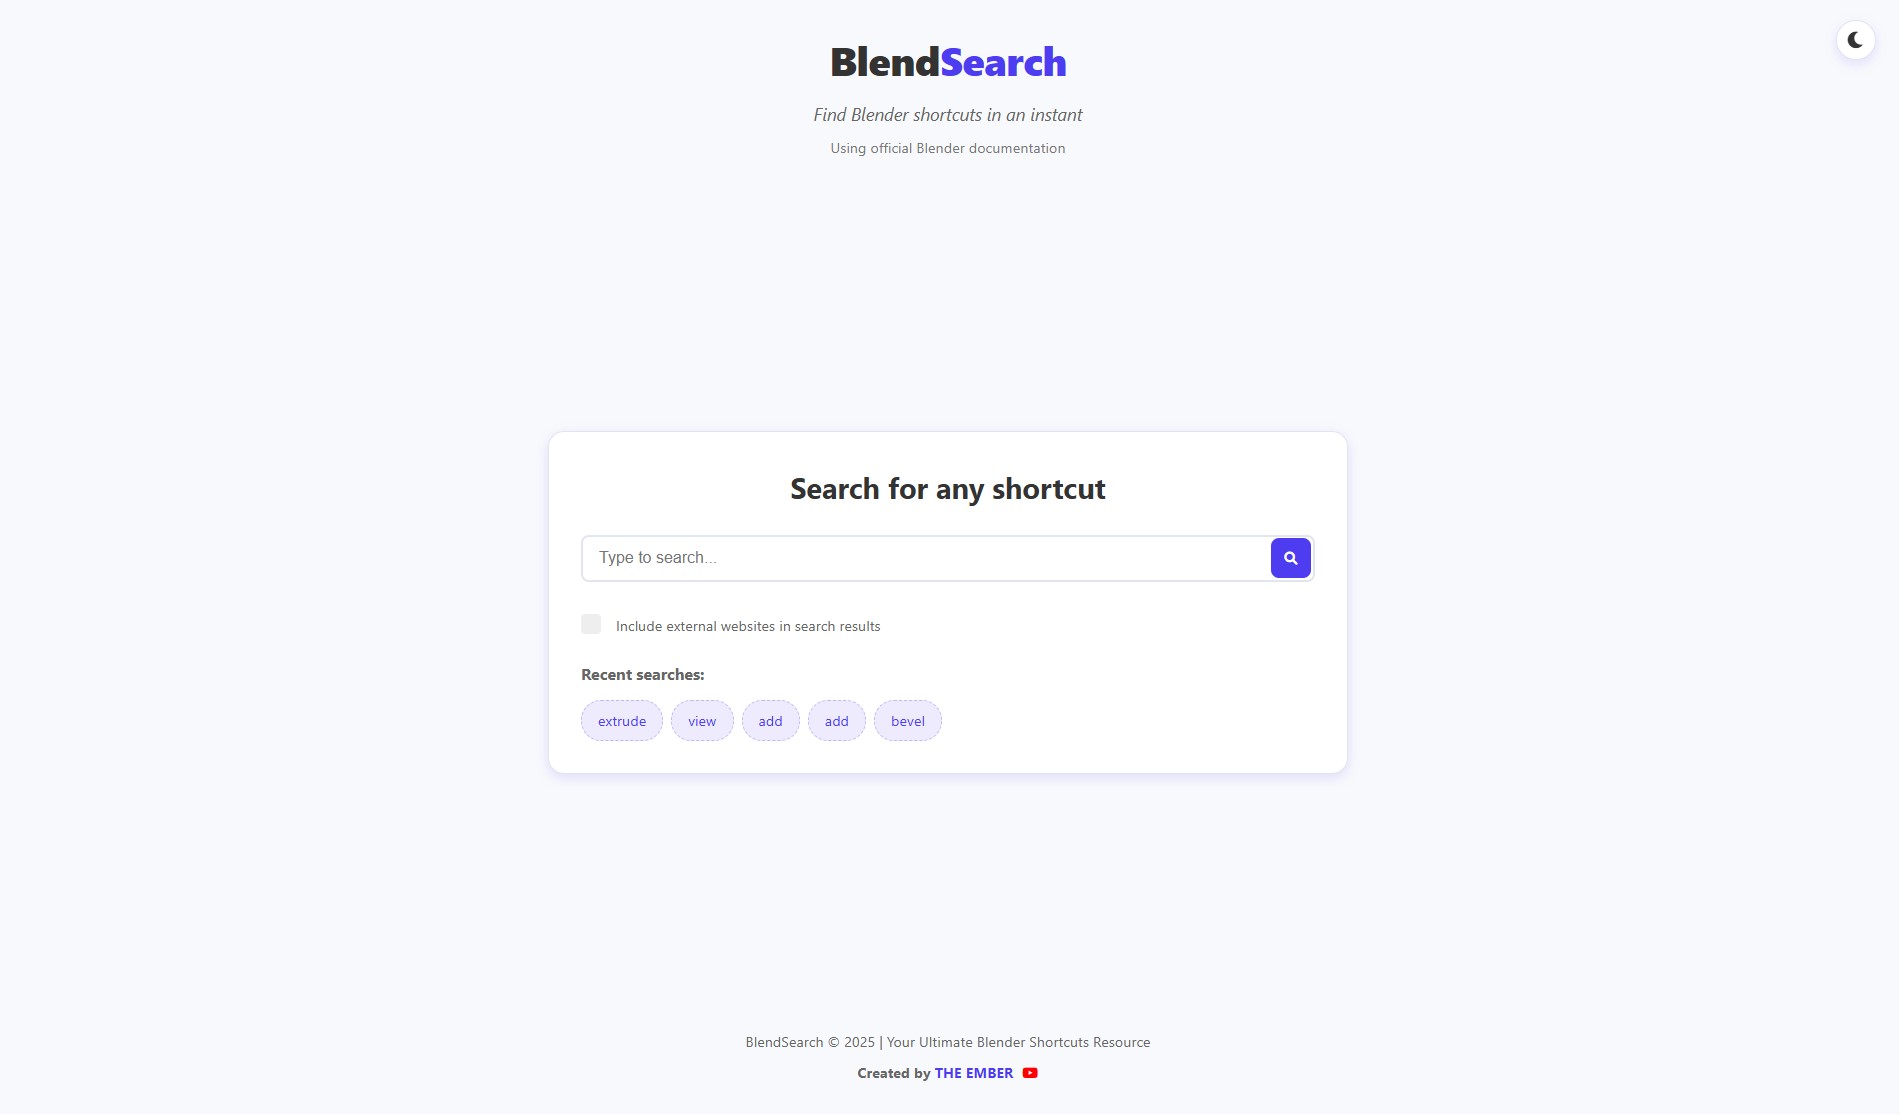 BlendSearch
Find Blender shortcuts in an instant
Using official Blender documentation
Search for any shortcut
Type to search...
Include external websites in search results
Recent searches:
extrude view add add bevel
BlendSearch © 2025 | Your Ultimate Blender Shortcuts Resource
Created by THE EMBER